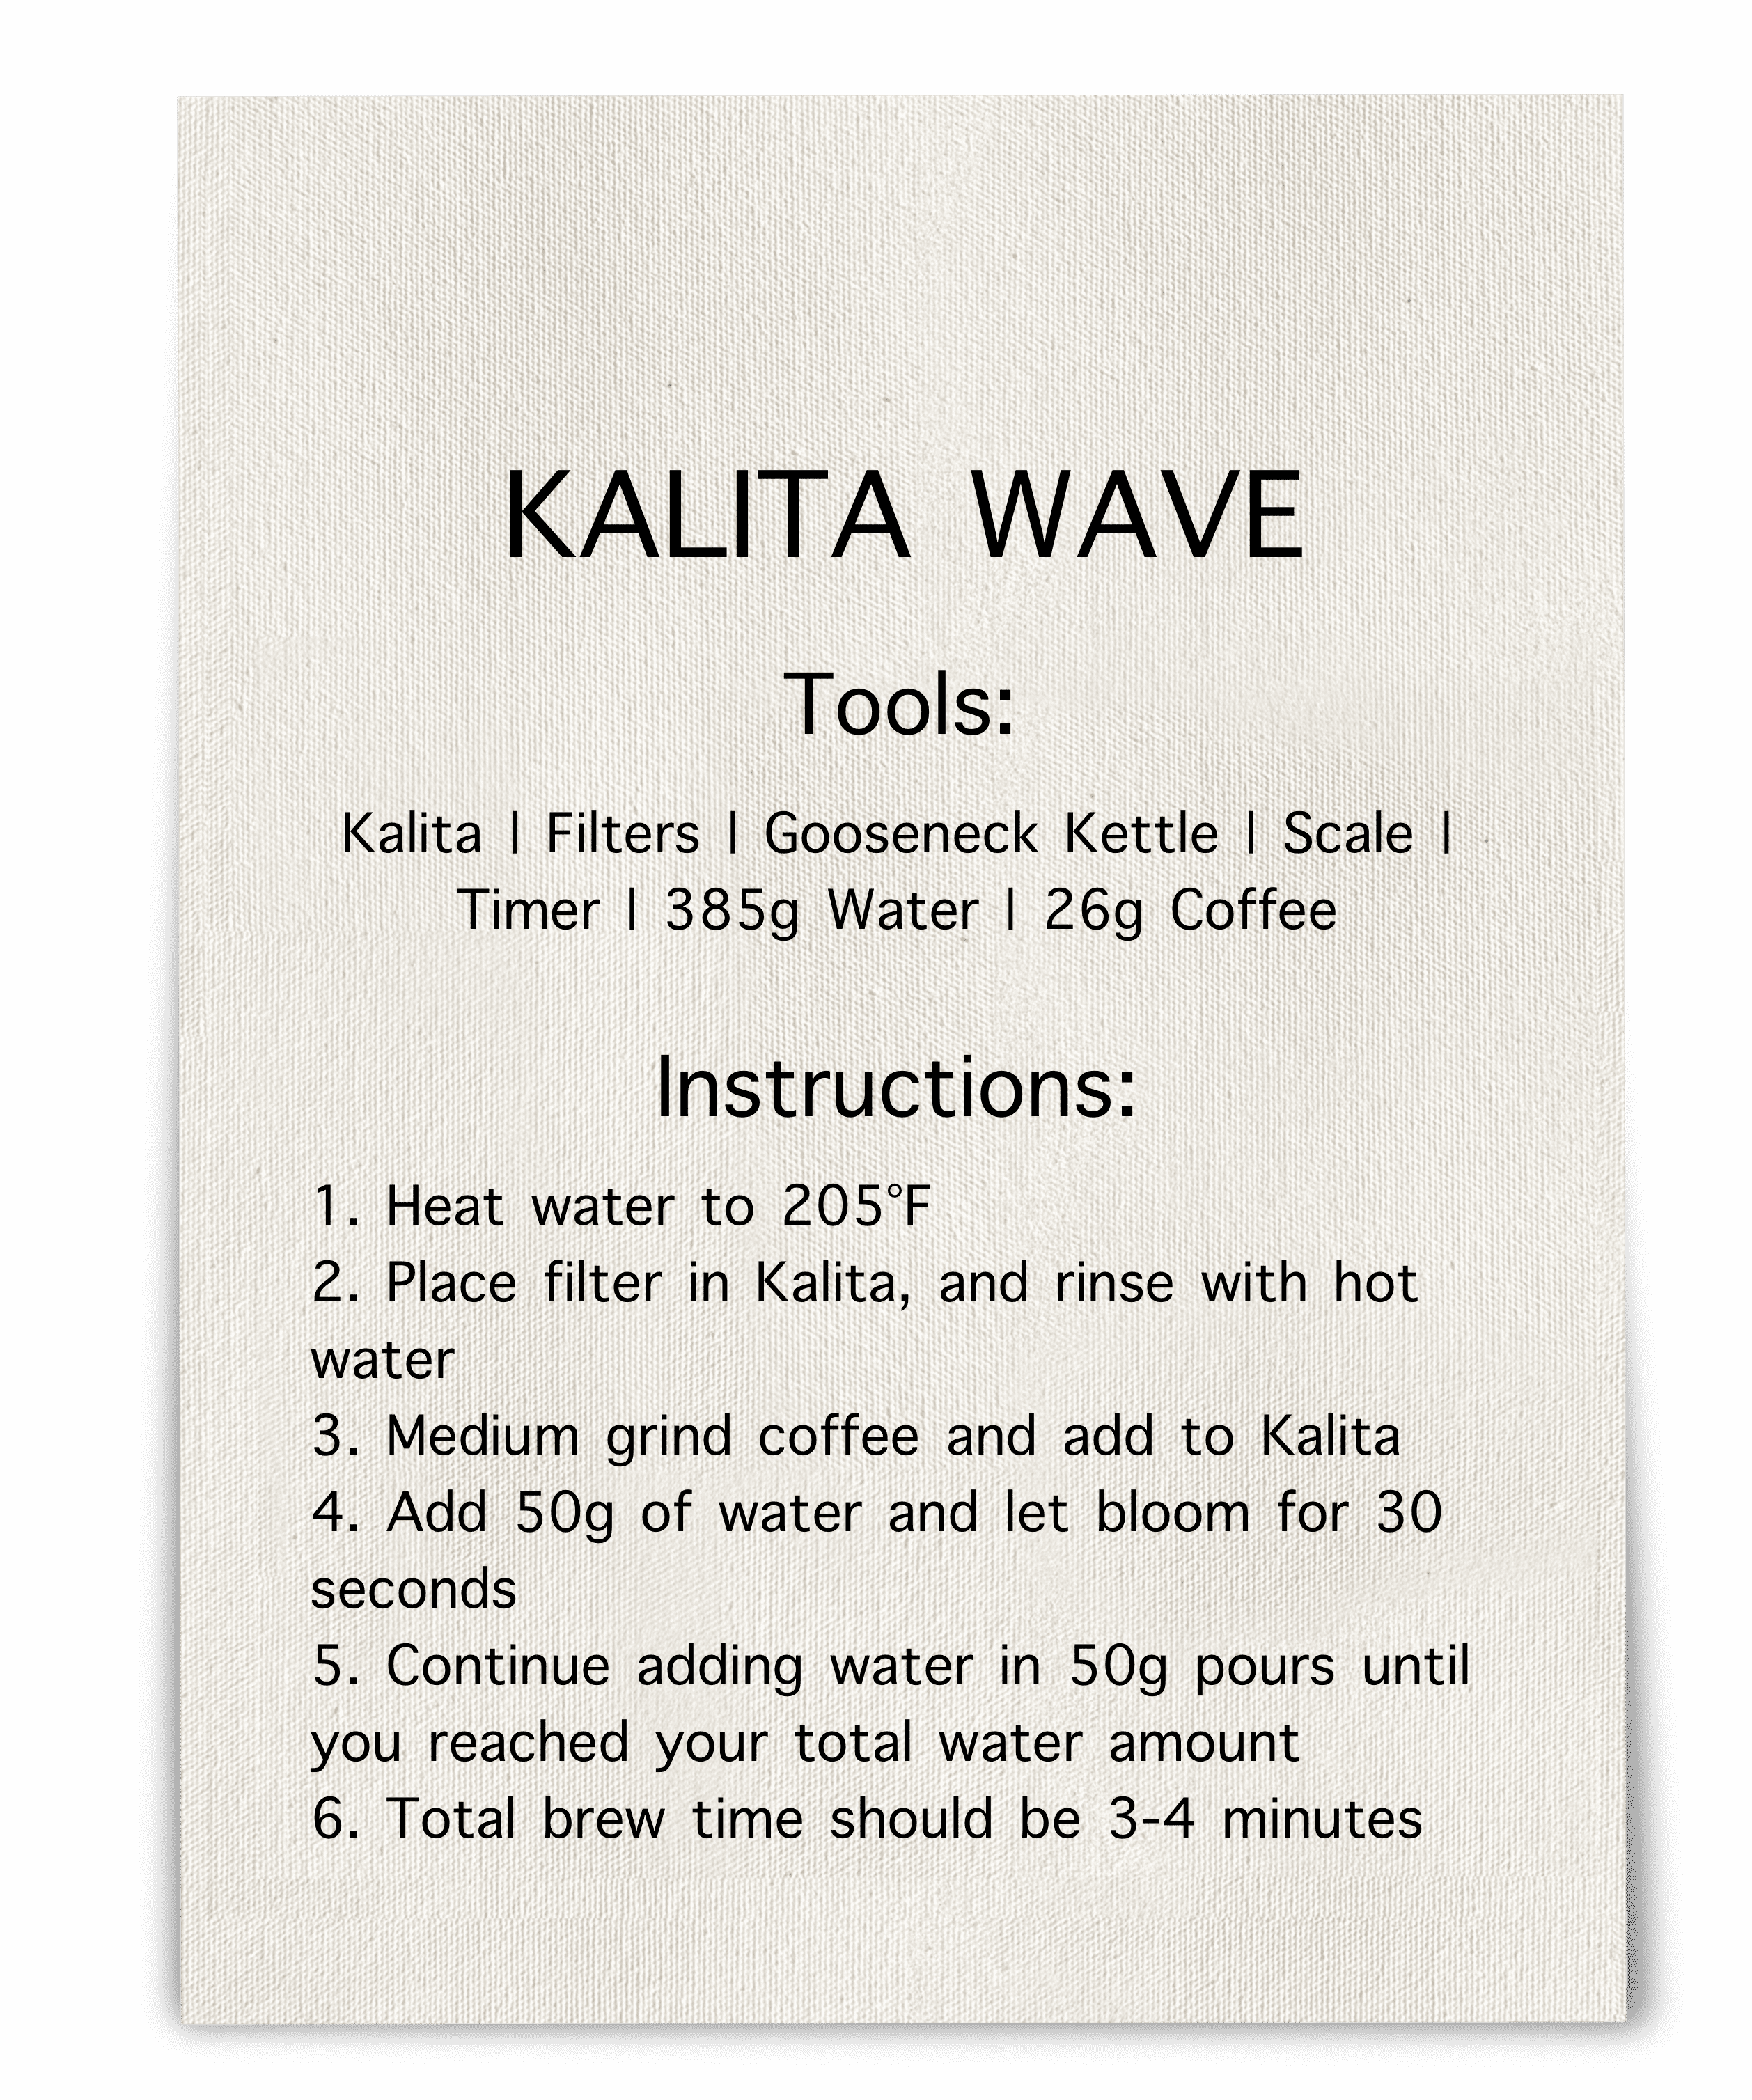 KALITA WAVE
Tools:
Kalita | Filters | Gooseneck Kettle | Scale |
Timer | 385g Water | 26g Coffee
Instructions:
1. Heat water to 205°F
2. Place filter in Kalita, and rinse with hot
water
3. Medium grind coffee and add to Kalita
4. Add 50g of water and let bloom for 30
seconds
5. Continue adding water in 50g pours until
you reached your total water amount
6. Total brew time should be 3-4 minutes